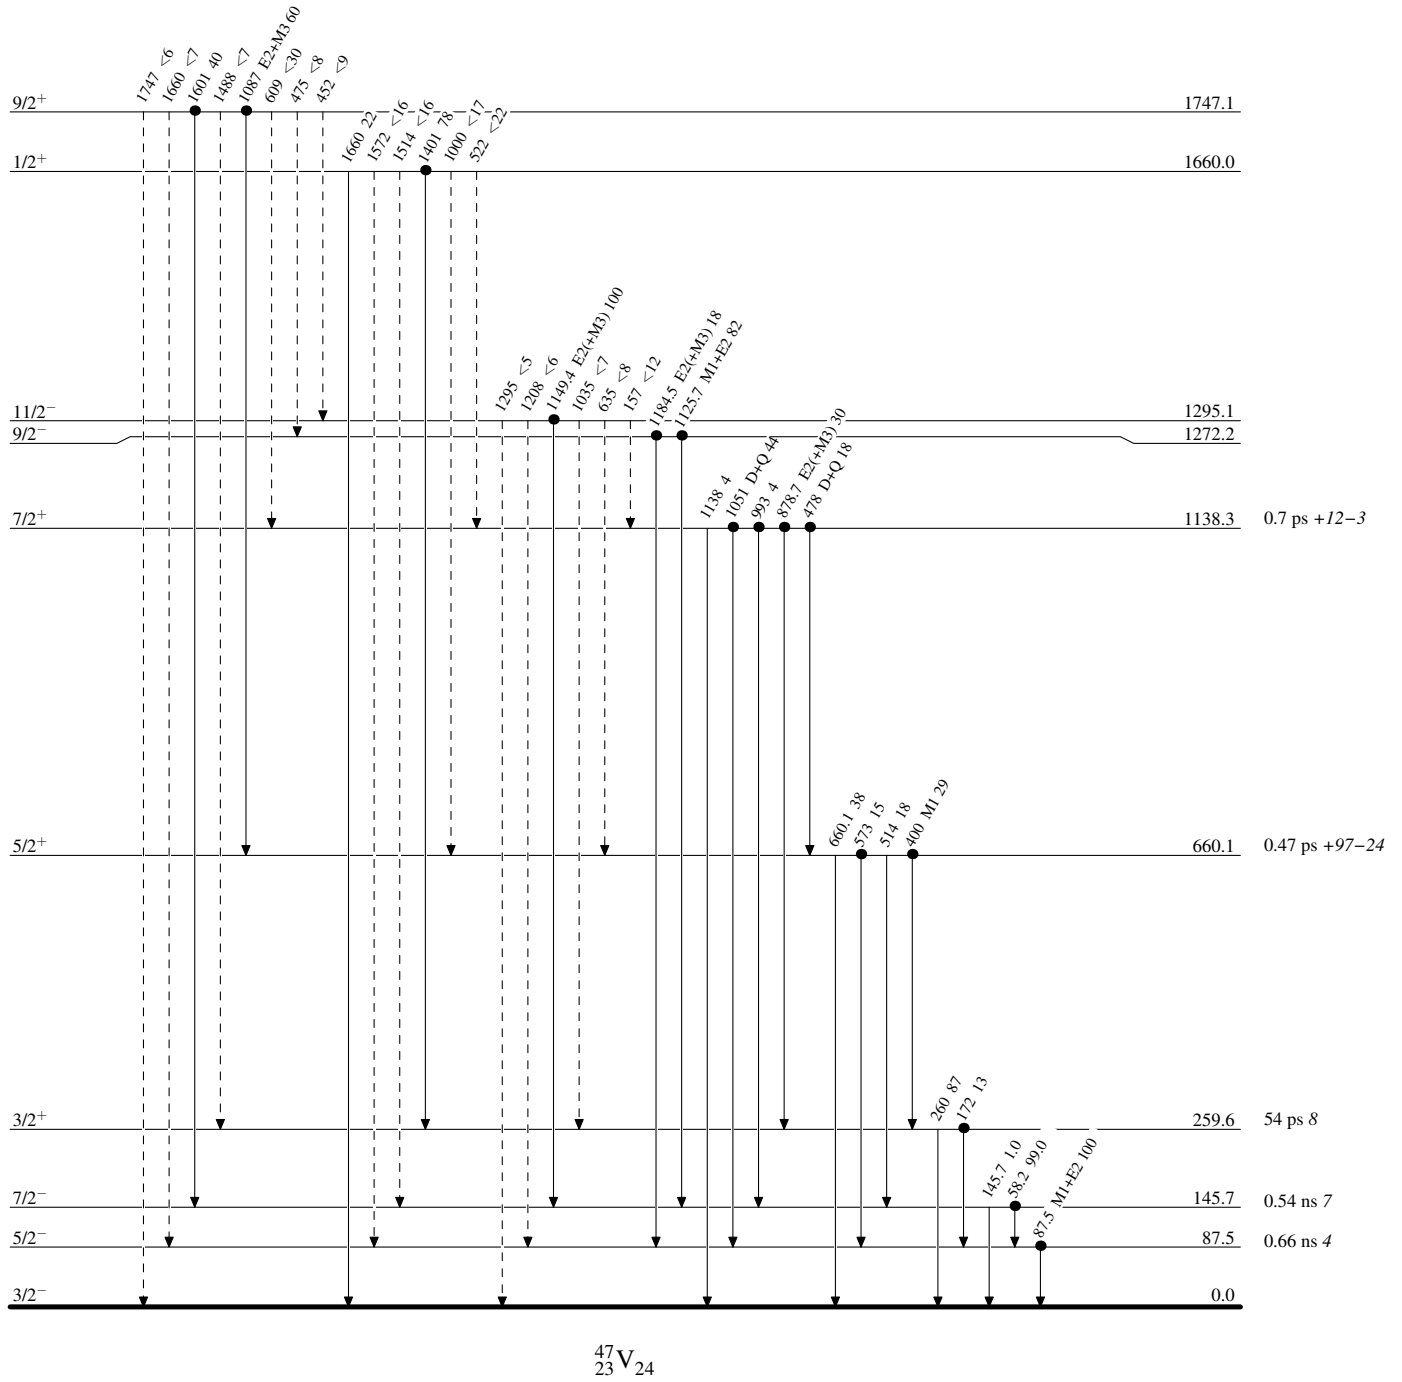 1747 <6
1660 <7
1601 40
1488 <7
1087 E2+M3 60
609 <30
475 <8
452 <9
9/2+ 1747.1
1660 22
1572 <16
1514 <16
1401 78
1000 <17
522 <22
1/2+ 1660.0
1295 <5
1208 <6
1149.4 E2(+M3) 100
1035 <7
635 <8
157 <12
11/2− 1295.1
1184.5 E2(+M3) 18
1125.7 M1+E2 82
9/2− 1272.2
1138 4
1051 D+Q 44
993 4
878.7 E2(+M3) 30
478 D+Q 18
7/2+ 1138.3 0.7 ps +12−3
660.1 38
573 15
514 18
400 M1 29
5/2+ 660.1 0.47 ps +97−24
260 87
172 13
3/2+ 259.6 54 ps 8
145.7 1.0
58.2 99.0
7/2− 145.7 0.54 ns 7
87.5 M1+E2 100
5/2− 87.5 0.66 ns 4
3/2− 0.0
47
23V24